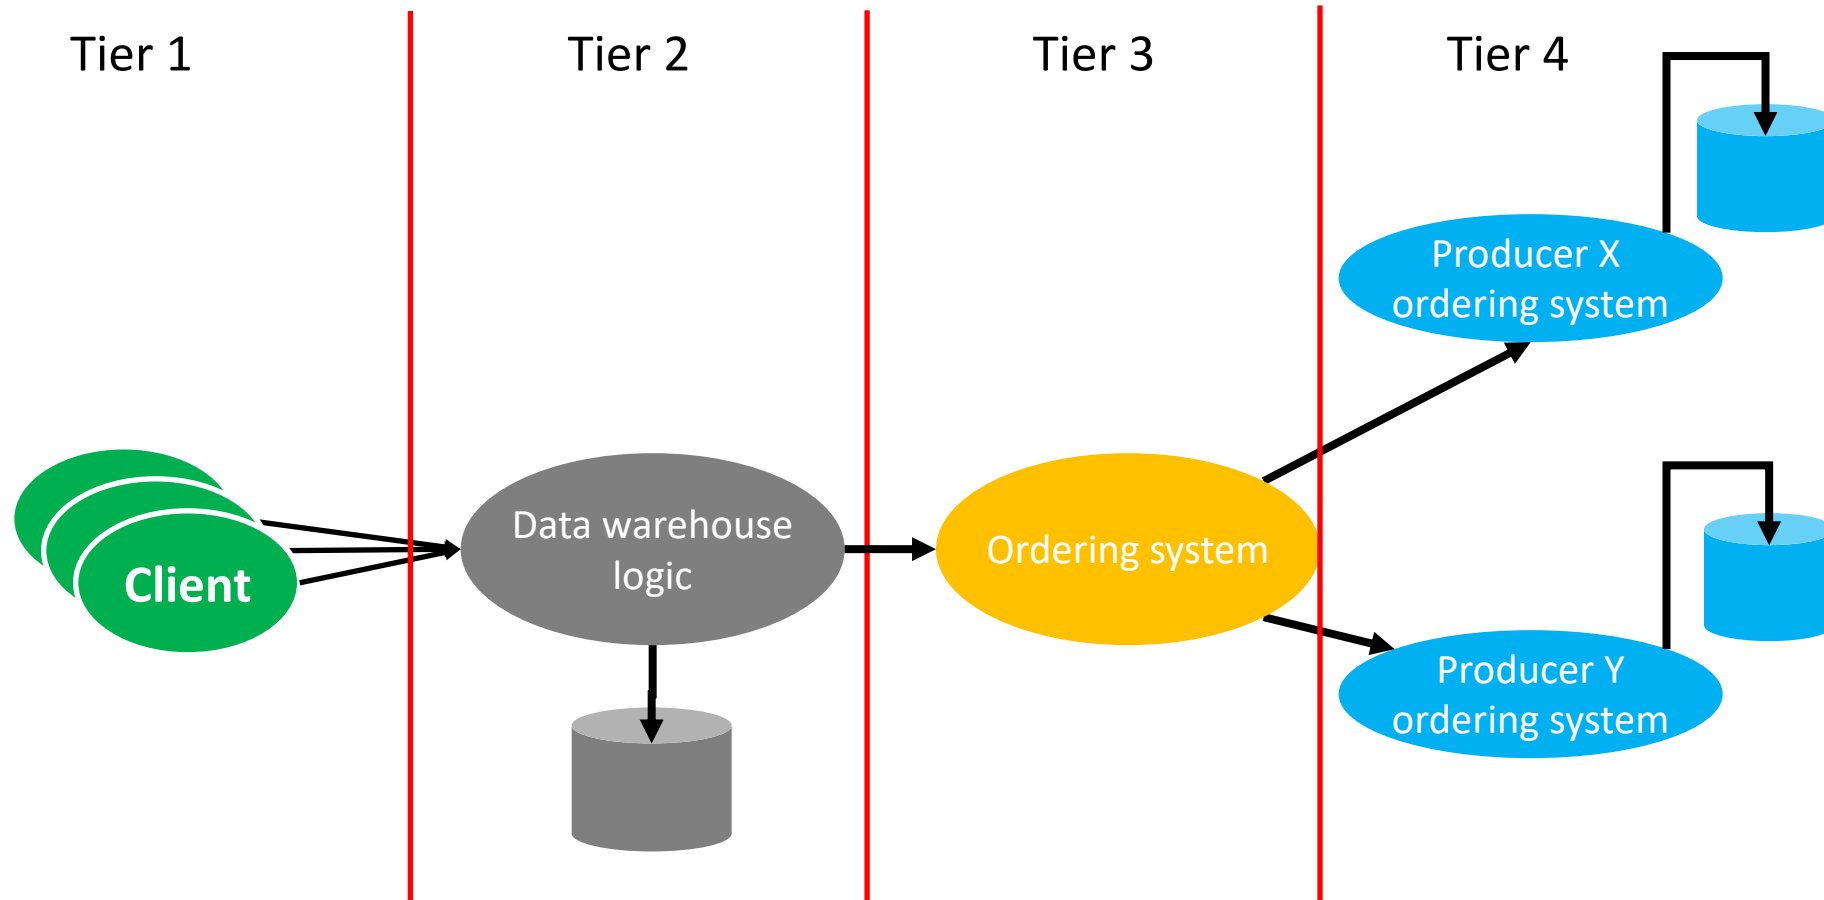 Tier 1
Tier 2
Tier 3
Tier 4
Producer X
ordering system
Client
Data warehouse
logic
Ordering system
Producer Y
ordering system